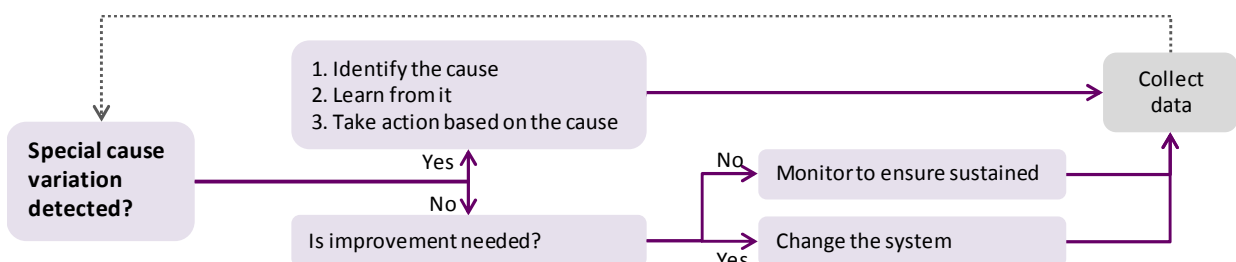 1. Identify the cause
2. Learn from it
3. Take action based on the cause
Collect
data
Special cause
variation
detected?
Yes
No
No
Monitor to ensure sustained
Is improvement needed?
Yes
Change the system